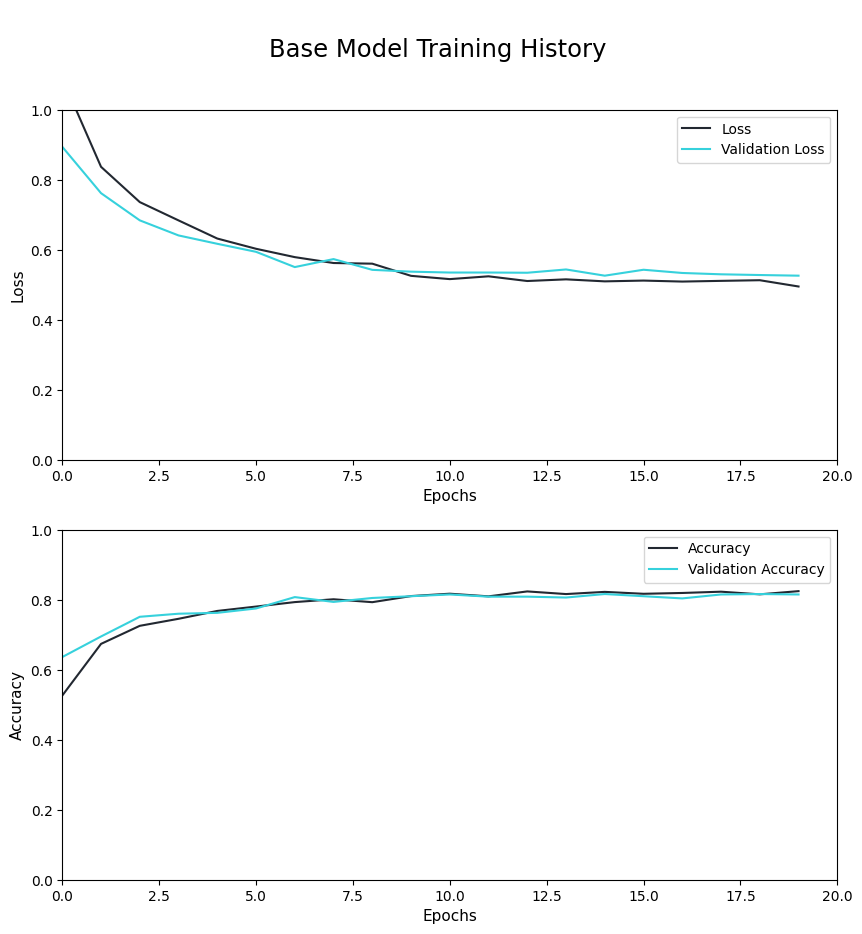 Base Model Training History
1.0
0.8
0.6
0.4
0.2
0.0
Loss
Loss
Validation Loss
0.0 2.5 5.0 7.5 10.0 12.5 15.0 17.5 20.0
Epochs
1.0
0.8
0.6
0.4
0.2
0.0
Accuracy
Accuracy
Validation Accuracy
0.0 2.5 5.0 7.5 10.0 12.5 15.0 17.5 20.0
Epochs